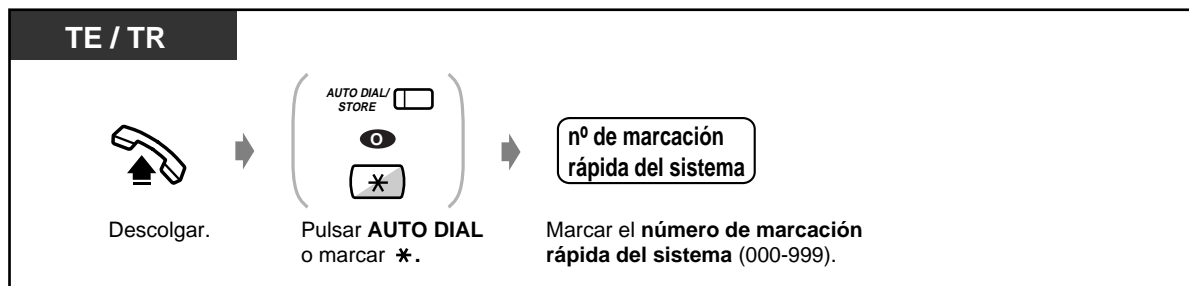 TE / TR
AUTO DIAL/
STORE
O
nº de marcación
rápida del sistema
Descolgar.
Pulsar AUTO DIAL
o marcar *.
Marcar el número de marcación
rápida del sistema (000-999).